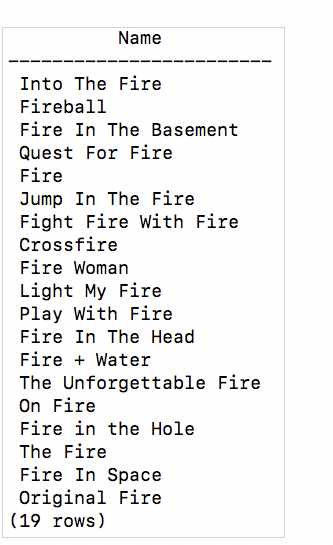 Name
------------------------
Into The Fire
Fireball
Fire In The Basement
Quest For Fire
Fire
Jump In The Fire
Fight Fire With Fire
Crossfire
Fire Woman
Light My Fire
Play With Fire
Fire In The Head
Fire + Water
The Unforgettable Fire
On Fire
Fire in the Hole
The Fire
Fire In Space
Original Fire
(19 rows)